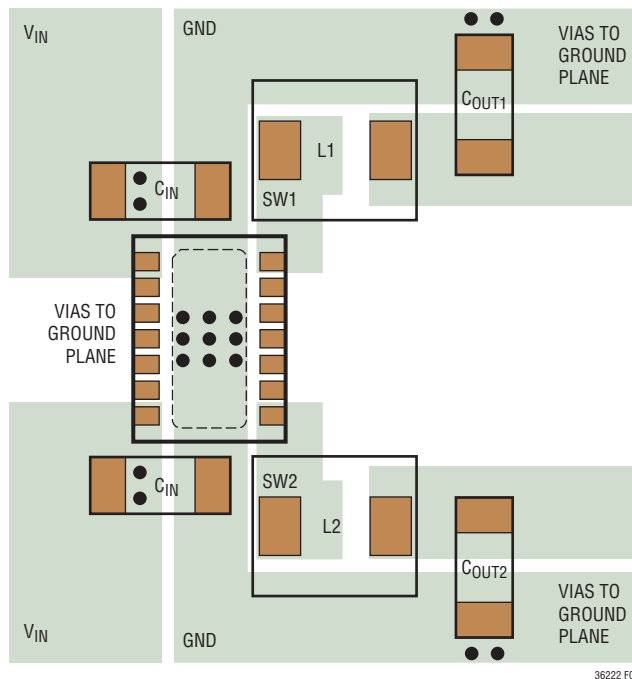 VIN
GND
VIAS TO
GROUND
PLANE
COUT1
L1
CIN
SW1
VIAS TO
GROUND
PLANE
CIN
SW2
L2
COUT2
VIAS TO
GROUND
PLANE
VIN
GND